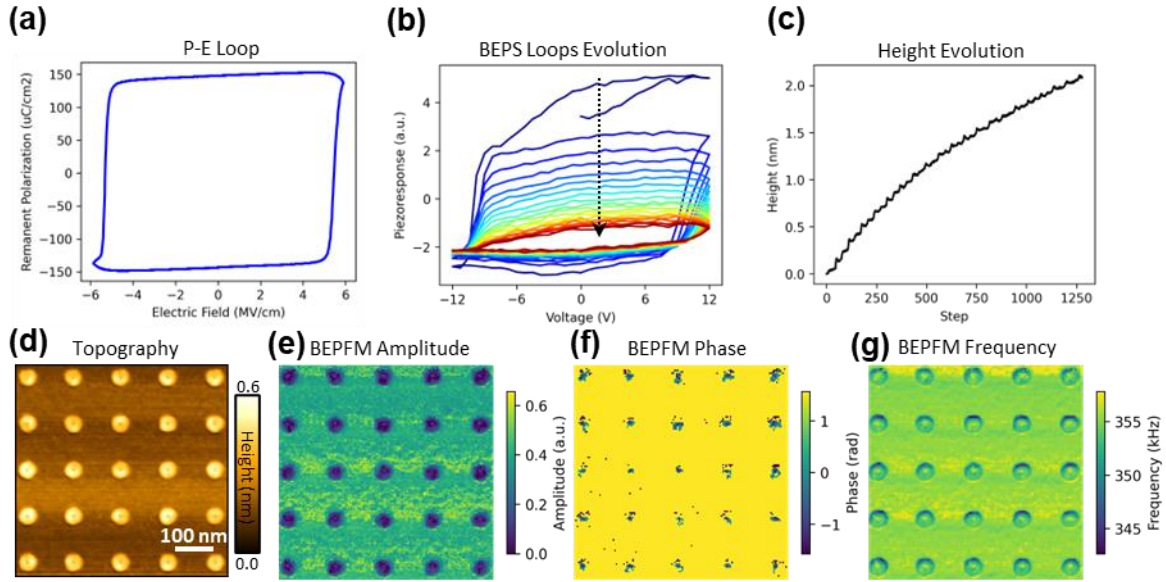 (a)
P-E Loop
Remanent Polarization (uC/cm2)
150
100
50
0
−50
−100
−150
−6
−4
−2
0
2
4
6
Electric Field (MV/cm)
(b)
BEPS Loops Evolution
Piezoresponse (a.u.)
4
2
0
−2
−12
−6
0
6
12
Voltage (V)
(c)
Height Evolution
Height (nm)
2.0
1.5
1.0
0.5
0.0
0
250
500
750
1000
1250
Step
(d)
Topography
100 nm
0.6
Height (nm)
0.0
(e)
BEPFM Amplitude
0.6
0.4
0.2
0.0
Amplitude (a.u.)
(f)
BEPFM Phase
1
0
−1
Phase (rad)
(g)
BEPFM Frequency
355
350
345
Frequency (kHz)